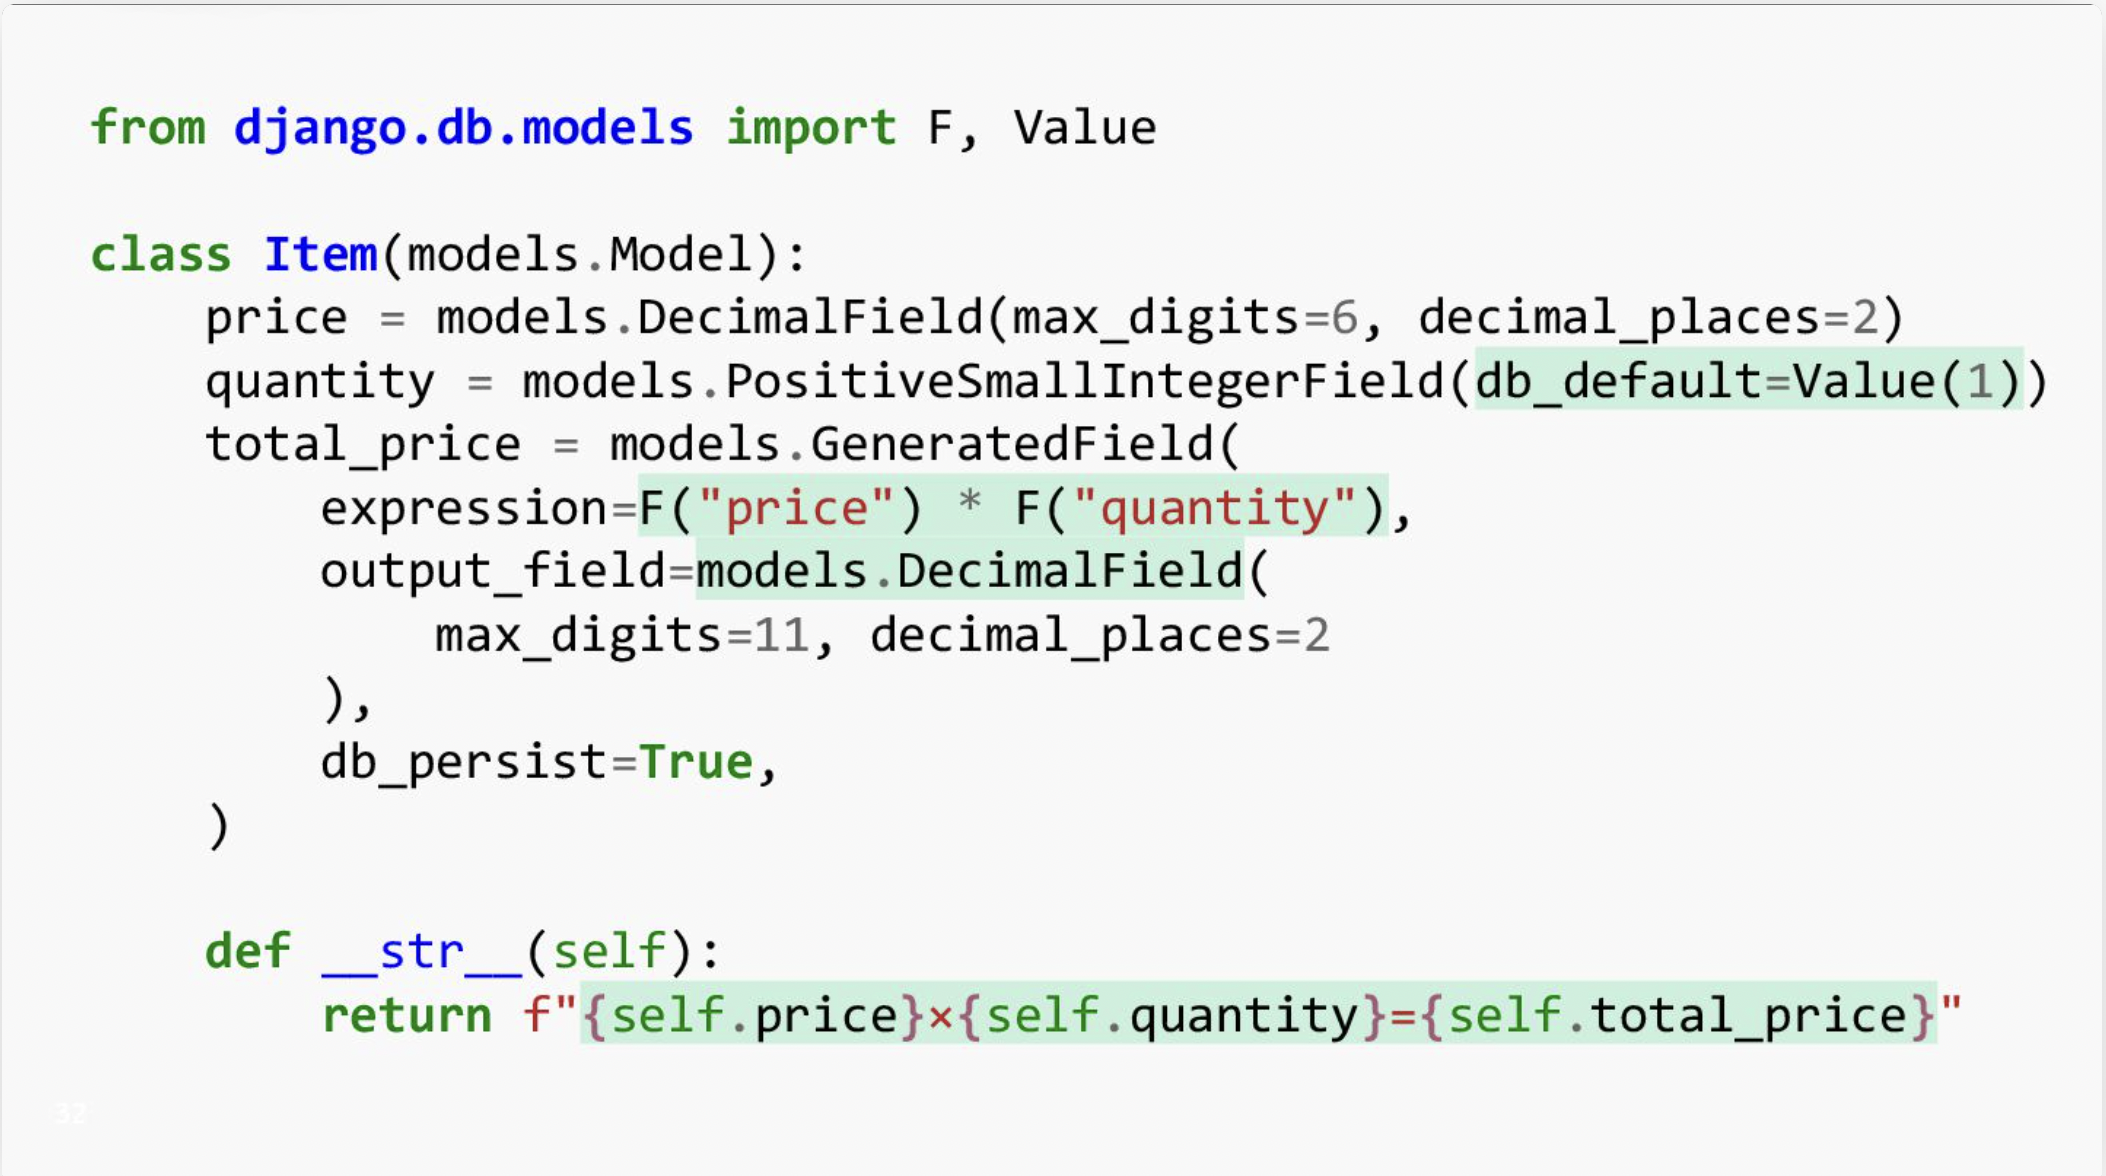 from django.db.models import F, Value
class Item(models.Model):
    price = models.DecimalField(max_digits=6, decimal_places=2)
    quantity = models.PositiveSmallIntegerField(db_default=Value(1))
    total_price = models.GeneratedField(
        expression=F("price") * F("quantity"),
        output_field=models.DecimalField(
            max_digits=11, decimal_places=2
        ),
        db_persist=True,
    )
    def __str__(self):
        return f"{self.price}×{self.quantity}={self.total_price}"
32